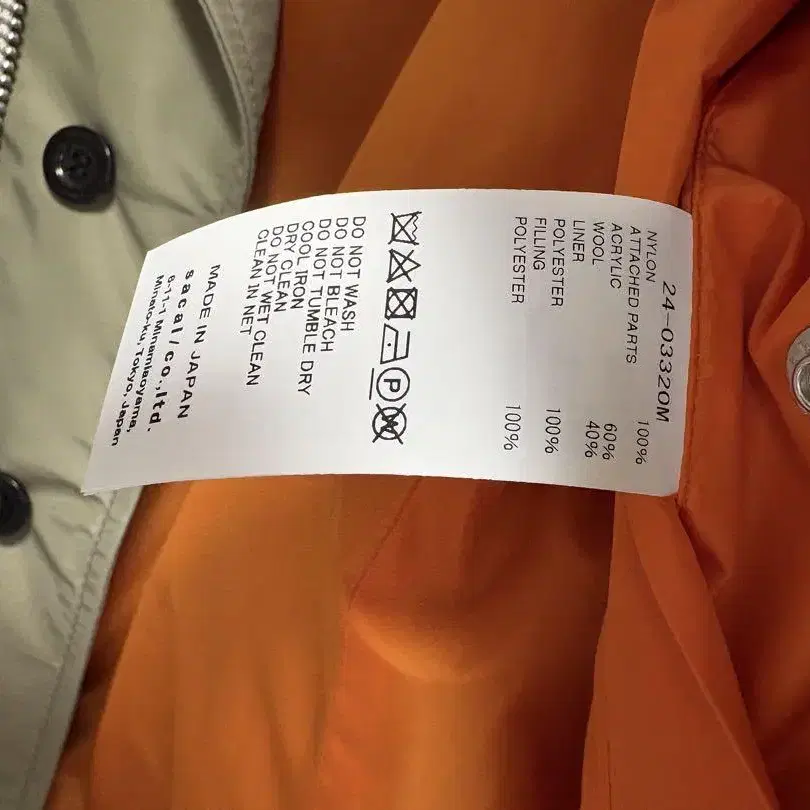 24-03320M
NYLON 100%
ATTACHED PARTS
ACRYLIC 60%
WOOL 40%
LINER
POLYESTER 100%
FILLING
POLYESTER 100%
P
W
DO NOT WASH
DO NOT BLEACH
DO NOT TUMBLE DRY
COOL IRON
DRY CLEAN
DO NOT WET CLEAN
CLEAN IN NET
MADE IN JAPAN
sacai/co.,ltd.
6-11-1 Minamiaoyama,
Minato-ku, Tokyo, Japan